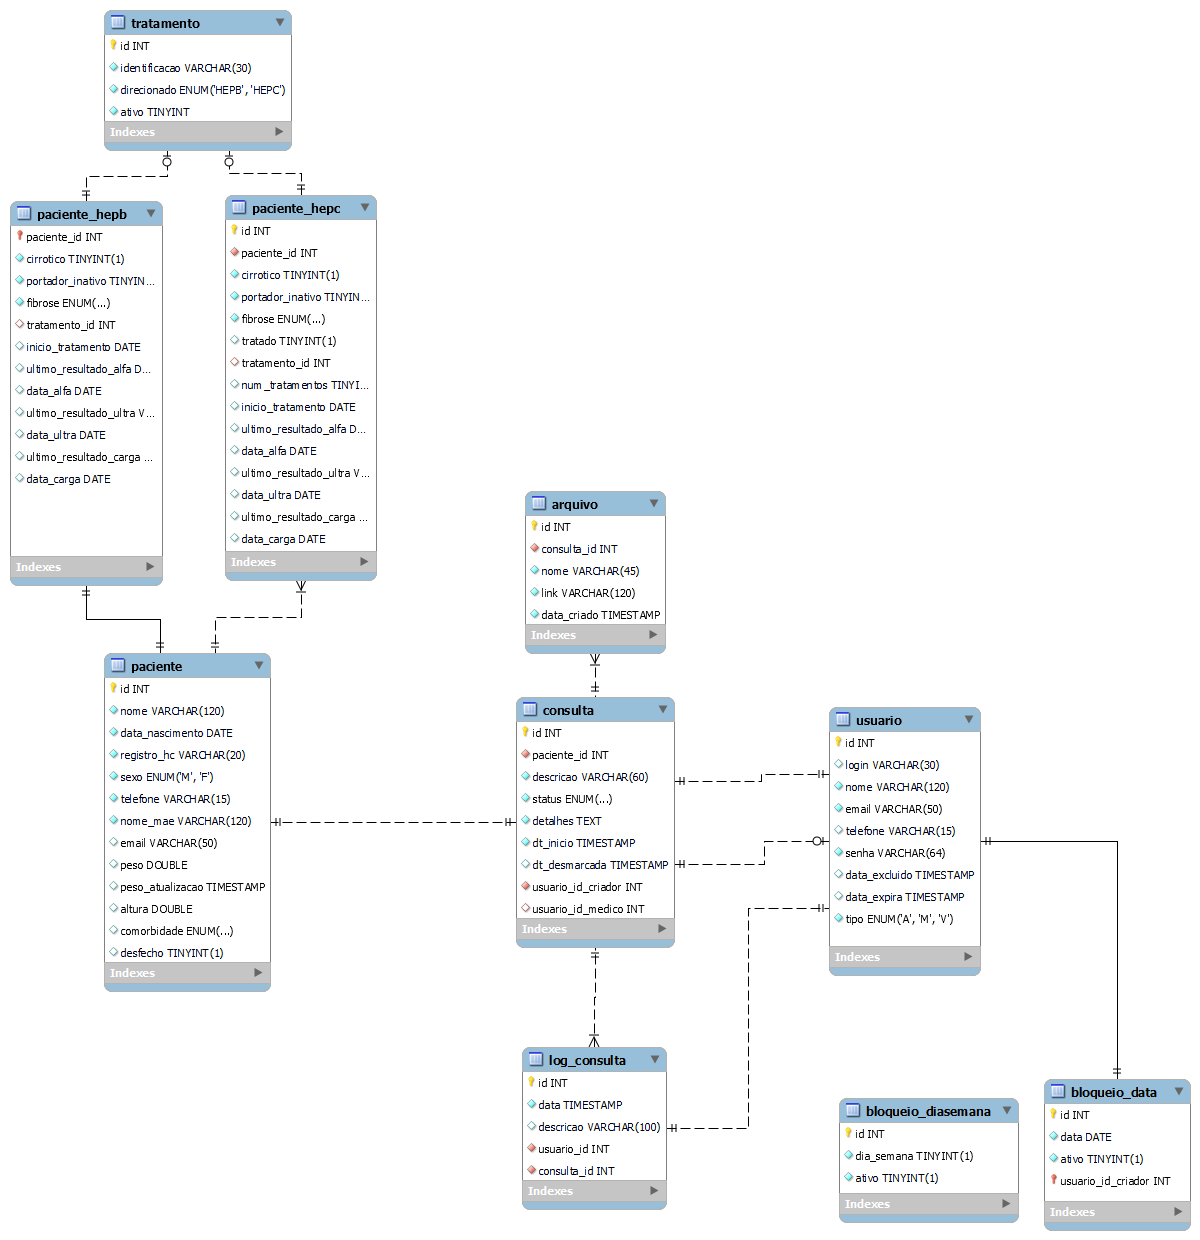 tratamento
id INT
identificacao VARCHAR(30)
direcionado ENUM('HEPB', 'HEPC')
ativo TINYINT
Indexes
paciente_hepb
paciente_id INT
cirrotico TINYINT(1)
portador_inativo TINYIN...
fibrose ENUM(...)
tratamento_id INT
inicio_tratamento DATE
ultimo_resultado_alfa D...
data_alfa DATE
ultimo_resultado_ultra V...
data_ultra DATE
ultimo_resultado_carga ...
data_carga DATE
Indexes
paciente_hepc
id INT
paciente_id INT
cirrotico TINYINT(1)
portador_inativo TINYIN...
fibrose ENUM(...)
tratado TINYINT(1)
tratamento_id INT
num_tratamentos TINYI...
inicio_tratamento DATE
ultimo_resultado_alfa D...
data_alfa DATE
ultimo_resultado_ultra V...
data_ultra DATE
ultimo_resultado_carga ...
data_carga DATE
Indexes
arquivo
id INT
consulta_id INT
nome VARCHAR(45)
link VARCHAR(120)
data_criado TIMESTAMP
Indexes
paciente
id INT
nome VARCHAR(120)
data_nascimento DATE
registro_hc VARCHAR(20)
sexo ENUM('M', 'F')
telefone VARCHAR(15)
nome_mae VARCHAR(120)
email VARCHAR(50)
peso DOUBLE
peso_atualizacao TIMESTAMP
altura DOUBLE
comorbidade ENUM(...)
desfecho TINYINT(1)
Indexes
consulta
id INT
paciente_id INT
descricao VARCHAR(60)
status ENUM(...)
detalhes TEXT
dt_inicio TIMESTAMP
dt_desmarcada TIMESTAMP
usuario_id_criador INT
usuario_id_medico INT
Indexes
usuario
id INT
login VARCHAR(30)
nome VARCHAR(120)
email VARCHAR(50)
telefone VARCHAR(15)
senha VARCHAR(64)
data_excluido TIMESTAMP
data_expira TIMESTAMP
tipo ENUM('A', 'M', 'V')
Indexes
log_consulta
id INT
data TIMESTAMP
descricao VARCHAR(100)
usuario_id INT
consulta_id INT
Indexes
bloqueio_diasemana
id INT
dia_semana TINYINT(1)
ativo TINYINT(1)
Indexes
bloqueio_data
id INT
data DATE
ativo TINYINT(1)
usuario_id_criador INT
Indexes